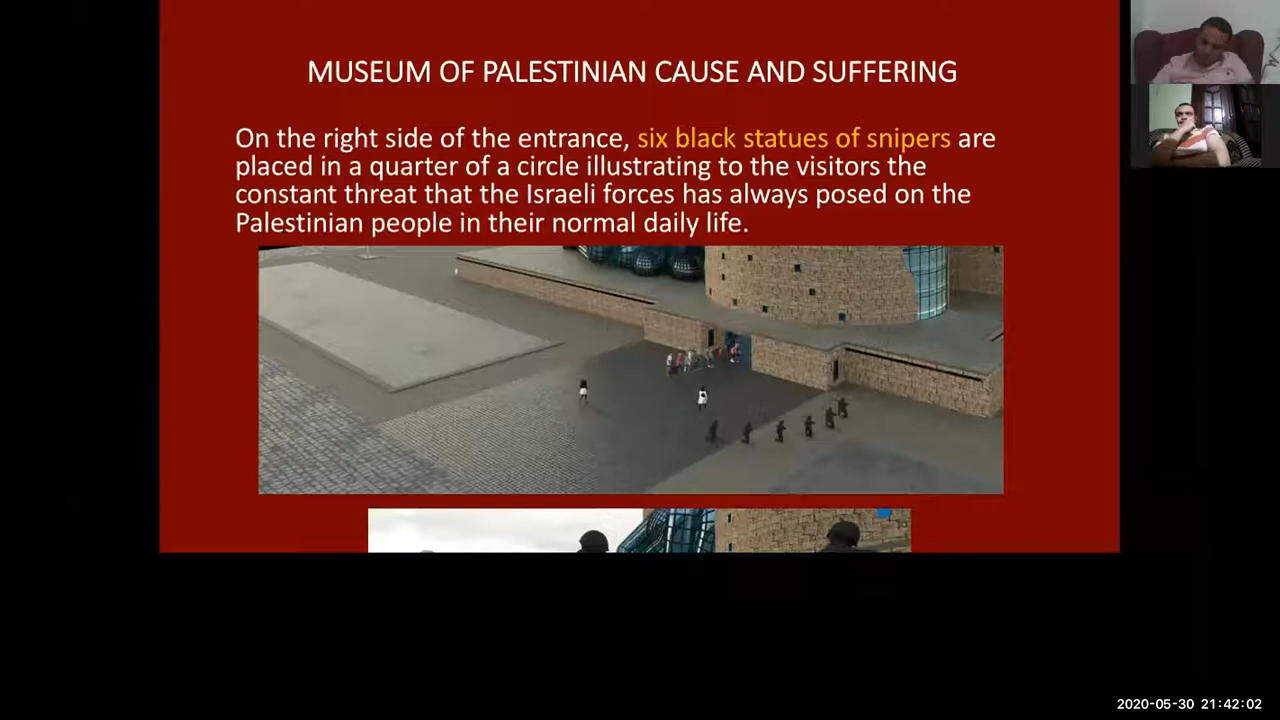 MUSEUM OF PALESTINIAN CAUSE AND SUFFERING
On the right side of the entrance, six black statues of snipers are
placed in a quarter of a circle illustrating to the visitors the
constant threat that the Israeli forces has always posed on the
Palestinian people in their normal daily life.
2020-05-30 21:42:02